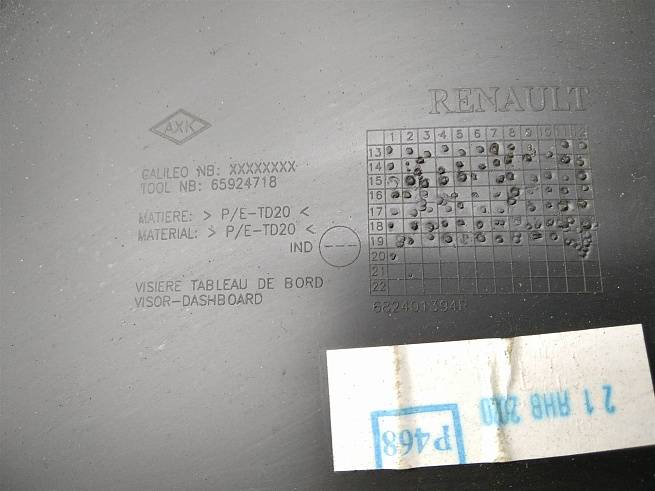 RENAULT
AXK
GALILEO NB: XXXXXXXX
TOOL NB: 65924718
MATIERE: > P/E-TD20 <
MATERIAL: > P/E-TD20 <
IND ---
VISIERE TABLEAU DE BORD
VISOR-DASHBOARD
1 2 3 4 5 6 7 8 9 10 11 12
13
14
15
16
17
18
19
20
21
22
682401394R
P468